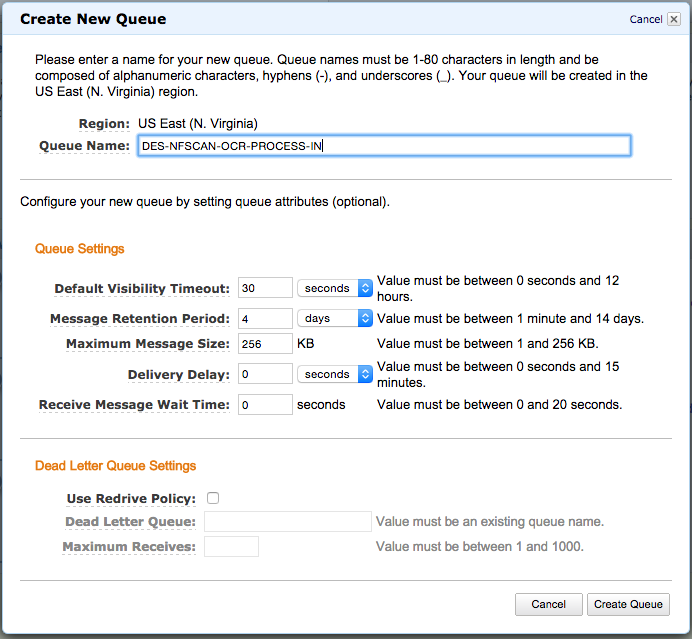 Create New Queue
Cancel
Please enter a name for your new queue. Queue names must be 1-80 characters in length and be
composed of alphanumeric characters, hyphens (-), and underscores (_). Your queue will be created in the
US East (N. Virginia) region.
Region: US East (N. Virginia)
Queue Name: DES-NFSCAN-OCR-PROCESS-IN
Configure your new queue by setting queue attributes (optional).
Queue Settings
Default Visibility Timeout: 30 seconds Value must be between 0 seconds and 12
hours.
Message Retention Period: 4 days Value must be between 1 minute and 14 days.
Maximum Message Size: 256 KB Value must be between 1 and 256 KB.
Delivery Delay: 0 seconds Value must be between 0 seconds and 15
minutes.
Receive Message Wait Time: 0 seconds Value must be between 0 and 20 seconds.
Dead Letter Queue Settings
Use Redrive Policy:
Dead Letter Queue: Value must be an existing queue name.
Maximum Receives: Value must be between 1 and 1000.
Cancel Create Queue